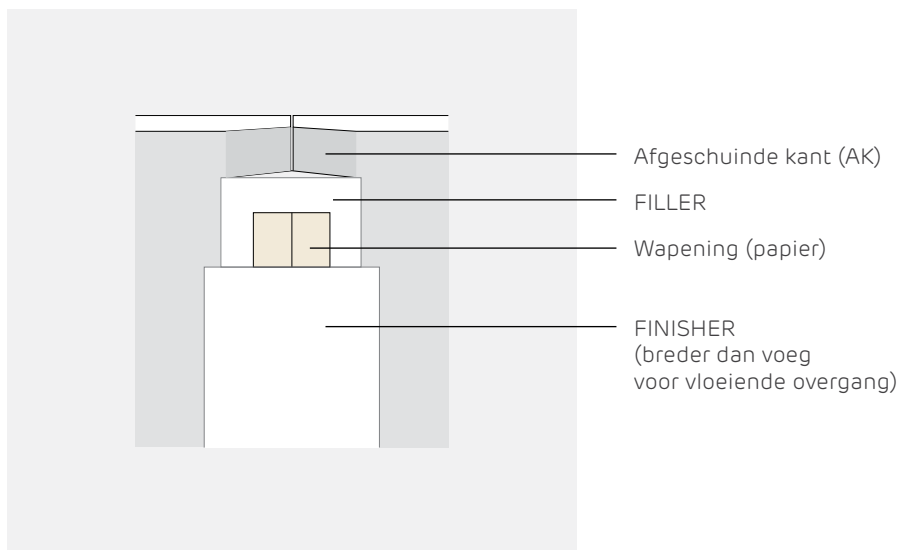 Afgeschuinde kant (AK)
FILLER
Wapening (papier)
FINISHER
(breder dan voeg
voor vloeiende overgang)